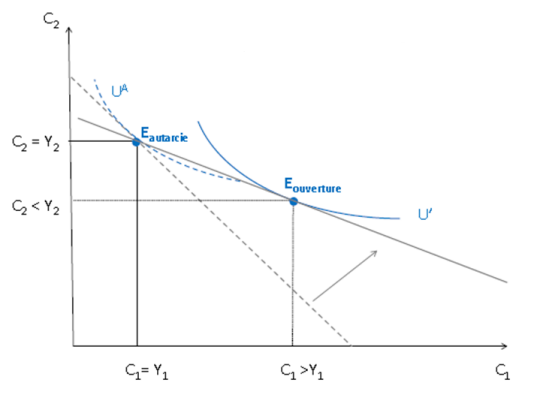 C₂
Uᴬ
Eautarcie
C₂ = Y₂
Eouverture
C₂ < Y₂
U'
C₁= Y₁
C₁ >Y₁
C₁